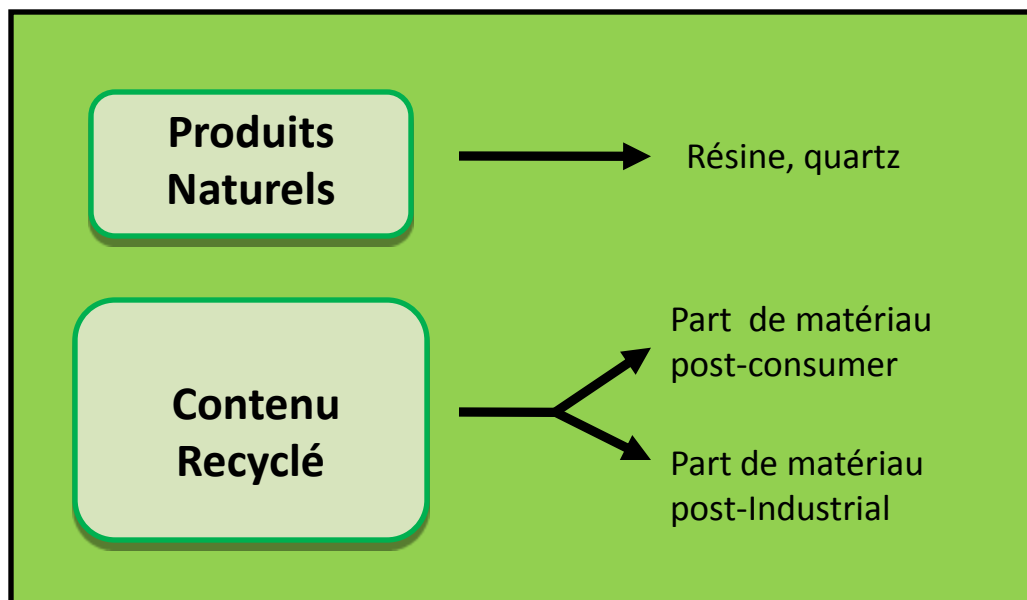 Produits
Naturels
Résine, quartz
Contenu
Recyclé
Part de matériau
post-consumer
Part de matériau
post-Industrial